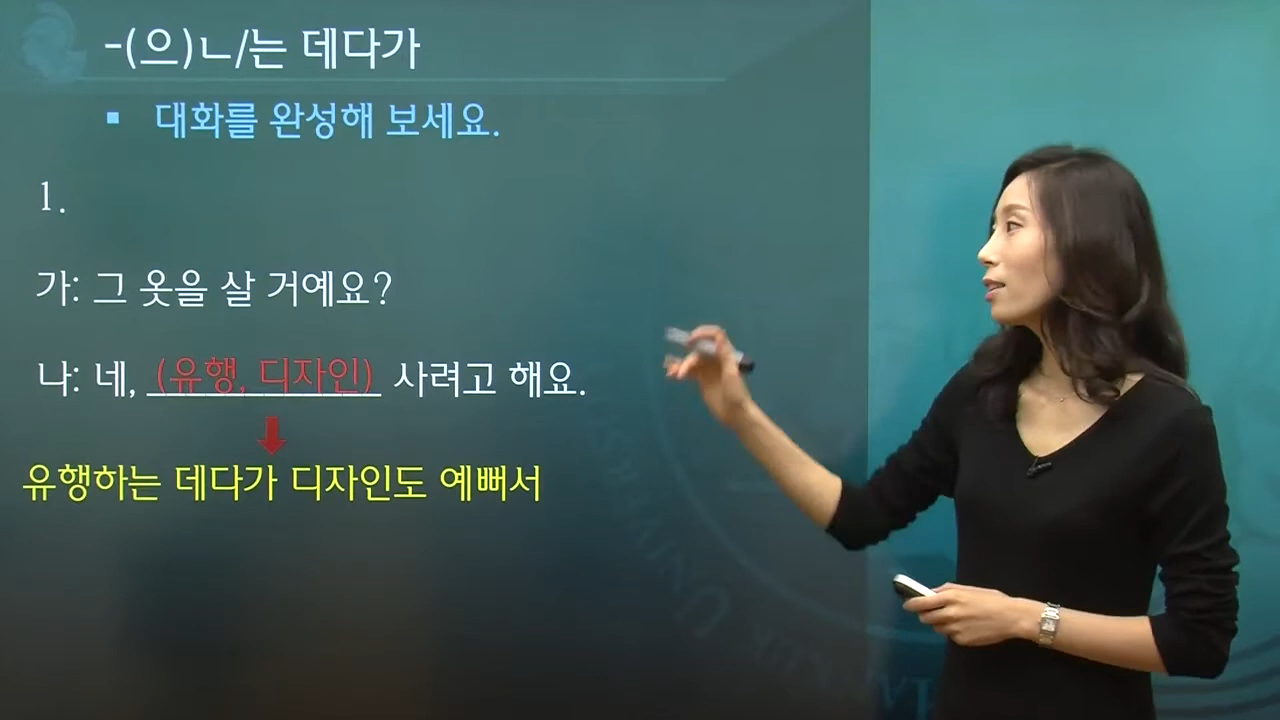 -(으)ㄴ/는 데다가
▪ 대화를 완성해 보세요.
1.
가: 그 옷을 살 거예요?
나: 네, (유행, 디자인) 사려고 해요.
유행하는 데다가 디자인도 예뻐서